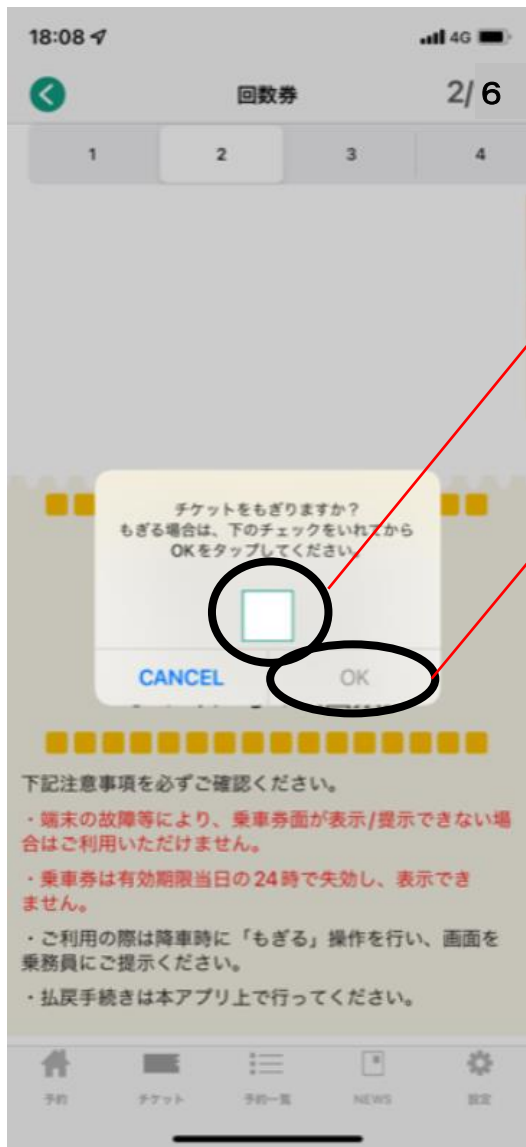 18:08 4G
回数券 2/6
1 2 3 4
チケットをもぎりますか？
もぎる場合は、下のチェックをいれてから
OKをタップしてください。
CANCEL OK
下記注意事項を必ずご確認ください。
・端末の故障等により、乗車券面が表示/提示できない場
合はご利用いただけません。
・乗車券は有効期限当日の24時で失効し、表示でき
ません。
・ご利用の際は降車時に「もぎる」操作を行い、画面を
乗務員にご提示ください。
・払戻手続きは本アプリ上で行ってください。
予約 チケット 予約一覧 NEWS 設定